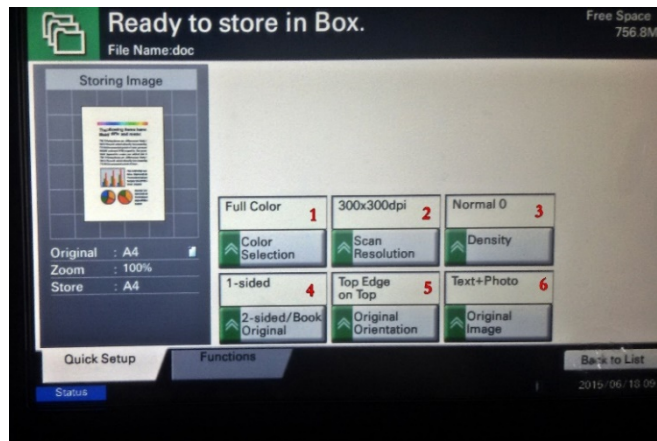 Ready to store in Box.
File Name:doc
Free Space
756.8M
Storing Image
Original : A4
Zoom : 100%
Store : A4
Full Color 1
Color
Selection
300x300dpi 2
Scan
Resolution
Normal 0 3
Density
1-sided 4
2-sided/Book
Original
Top Edge
on Top 5
Original
Orientation
Text+Photo 6
Original
Image
Quick Setup
Functions
Back to List
Status
2015/06/18 09